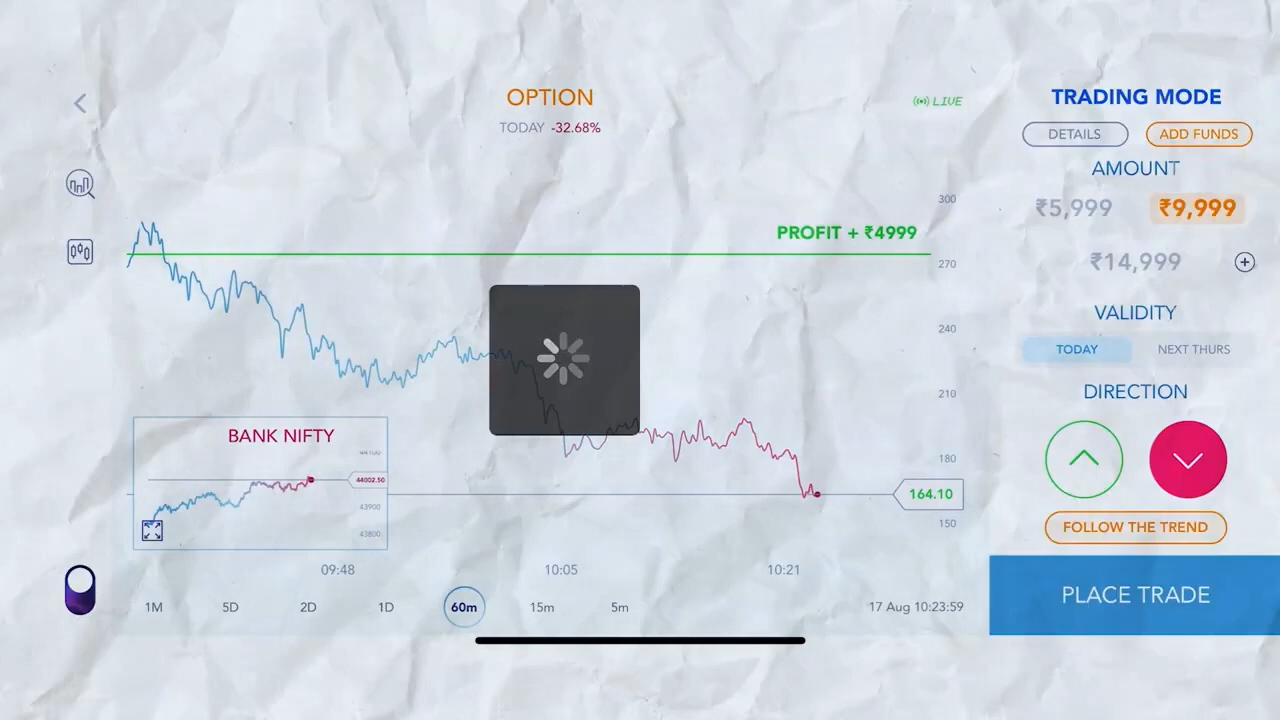 OPTION
TODAY -32.68%
LIVE
300
PROFIT + ₹4999
270
240
210
180
164.10
150
BANK NIFTY
44100
44002.50
43900
43800
09:48
10:05
10:21
1M
5D
2D
1D
60m
15m
5m
17 Aug 10:23:59
TRADING MODE
DETAILS
ADD FUNDS
AMOUNT
₹5,999
₹9,999
₹14,999
VALIDITY
TODAY
NEXT THURS
DIRECTION
FOLLOW THE TREND
PLACE TRADE